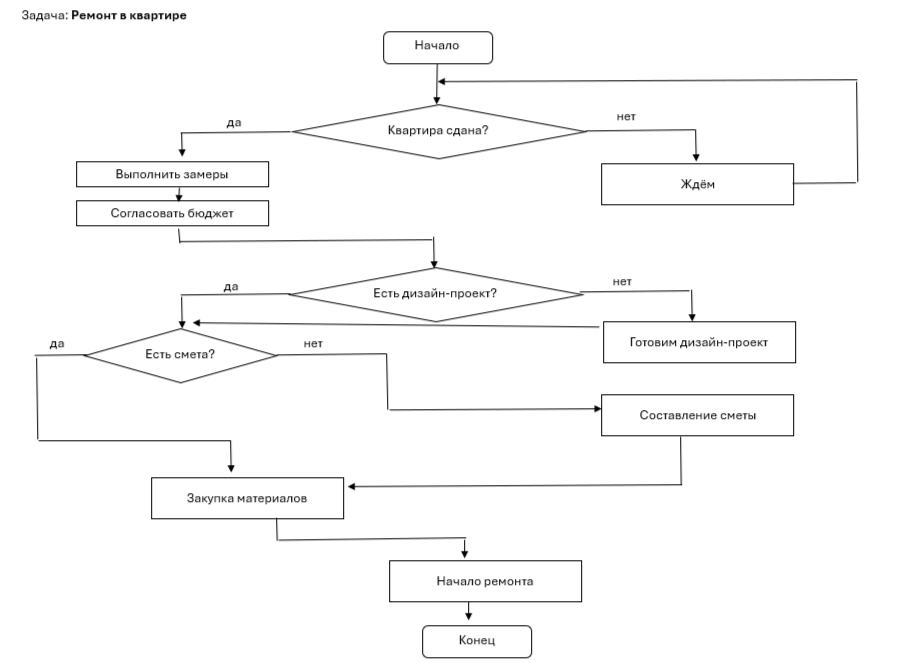 Задача: Ремонт в квартире
Начало
Квартира сдана?
да
нет
Выполнить замеры
Ждём
Согласовать бюджет
Есть дизайн-проект?
да
нет
Готовим дизайн-проект
Есть смета?
да
нет
Составление сметы
Закупка материалов
Начало ремонта
Конец